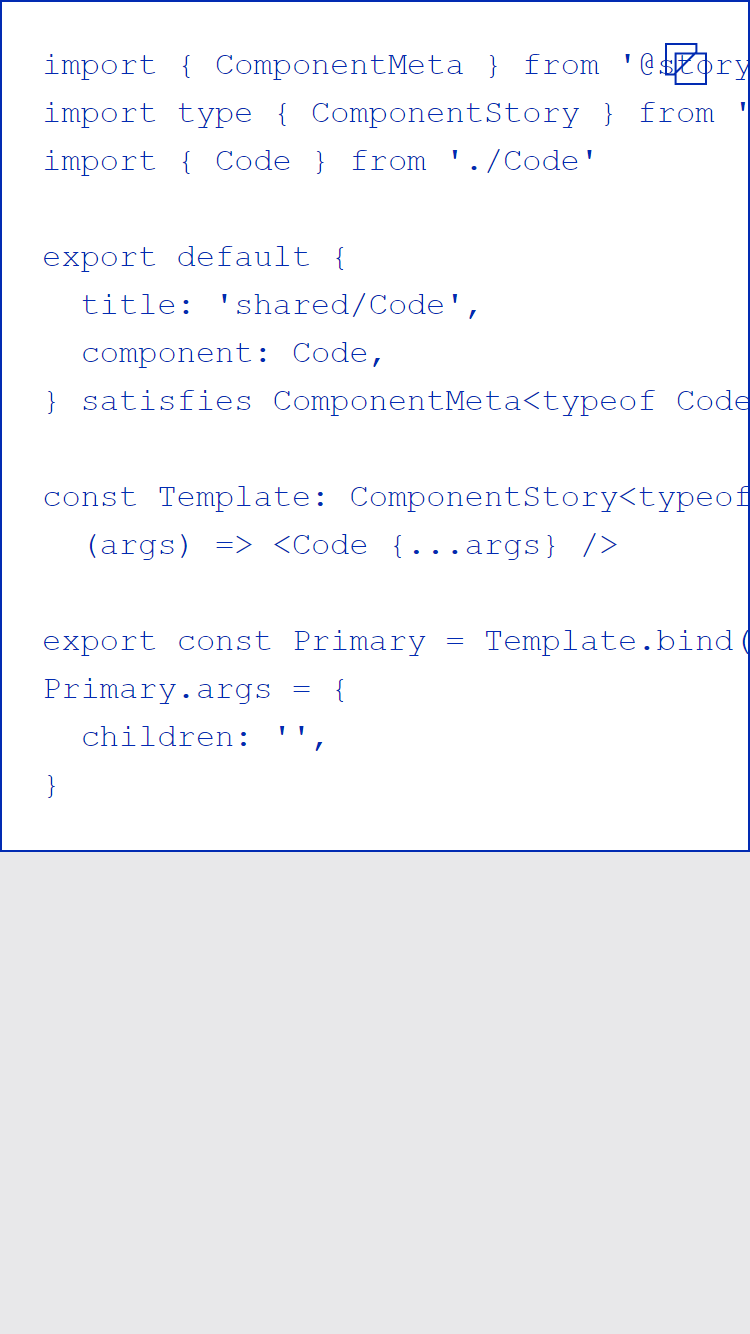 import { ComponentMeta } from '@story
import type { ComponentStory } from '
import { Code } from './Code'
export default {
  title: 'shared/Code',
  component: Code,
} satisfies ComponentMeta<typeof Code
const Template: ComponentStory<typeof
  (args) => <Code {...args} />
export const Primary = Template.bind(
Primary.args = {
  children: '',
}